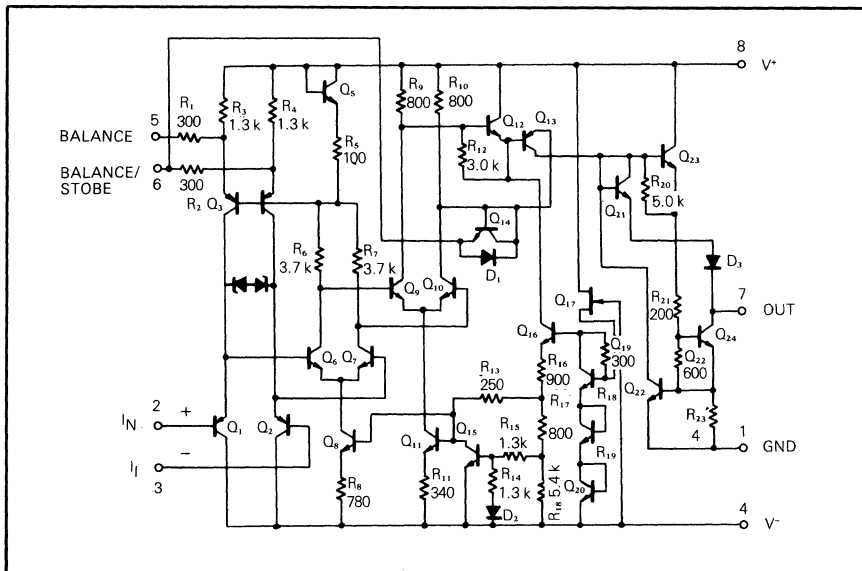 8
V⁺
R₁
300
R₃
1.3 k
R₄
1.3 k
Q₅
R₉
800
R₁₀
800
Q₁₂
Q₁₃
5
BALANCE
R₅
100
R₁₂
3.0 k
Q₂₃
BALANCE/
STOBE
6
300
R₂
Q₃
Q₂₁
R₂₀
5.0 k
Q₁₄
D₁
R₆
3.7 k
R₇
3.7 k
Q₉
Q₁₀
D₃
Q₁₇
R₂₁
200
7
OUT
Q₂₄
Q₁₆
Q₁₉
300
Q₂₂
600
Q₆
Q₇
R₁₃
250
R₁₆
900
R₁₈
Q₂₂
R₁₇
800
R₂₃
4
2
I_N
+
Q₁
Q₂
Q₈
Q₁₁
Q₁₅
R₁₅
1.3k
R₁₉
1
GND
I_I
−
3
R₈
780
R₁₁
340
R₁₄
1.3 k
R₁₈ 5.4 k
Q₂₀
D₂
4
V⁻